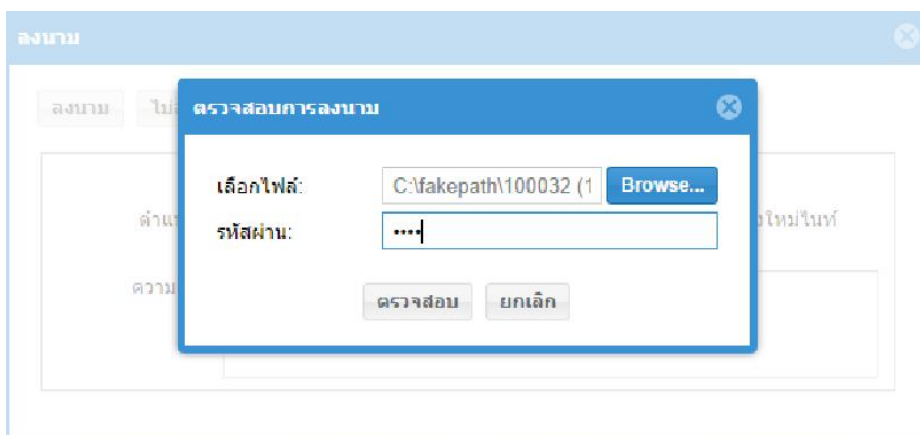 ลงนาม
ลงนาม
ตรวจสอบการลงนาม
เลือกไฟล์: C:\fakepath\100032 (1 Browse...
รหัสผ่าน: ••••
ตรวจสอบ ยกเลิก